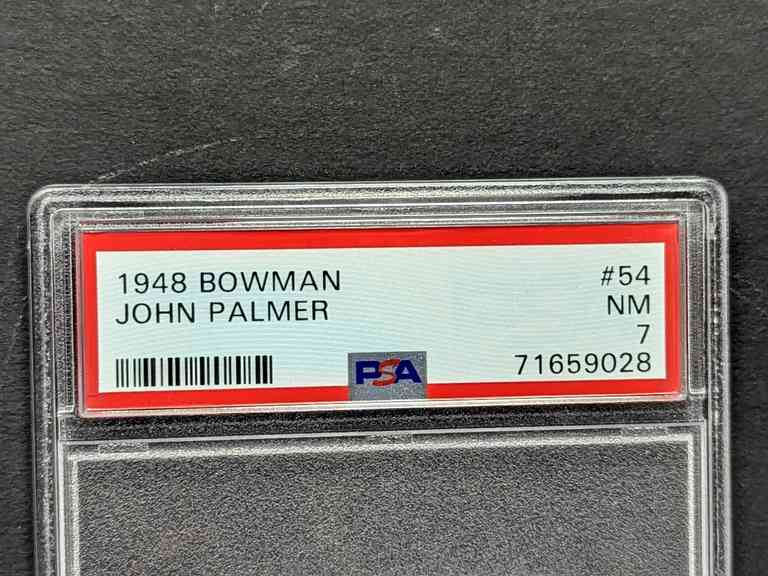 1948 BOWMAN #54
JOHN PALMER NM
7
PSA 71659028